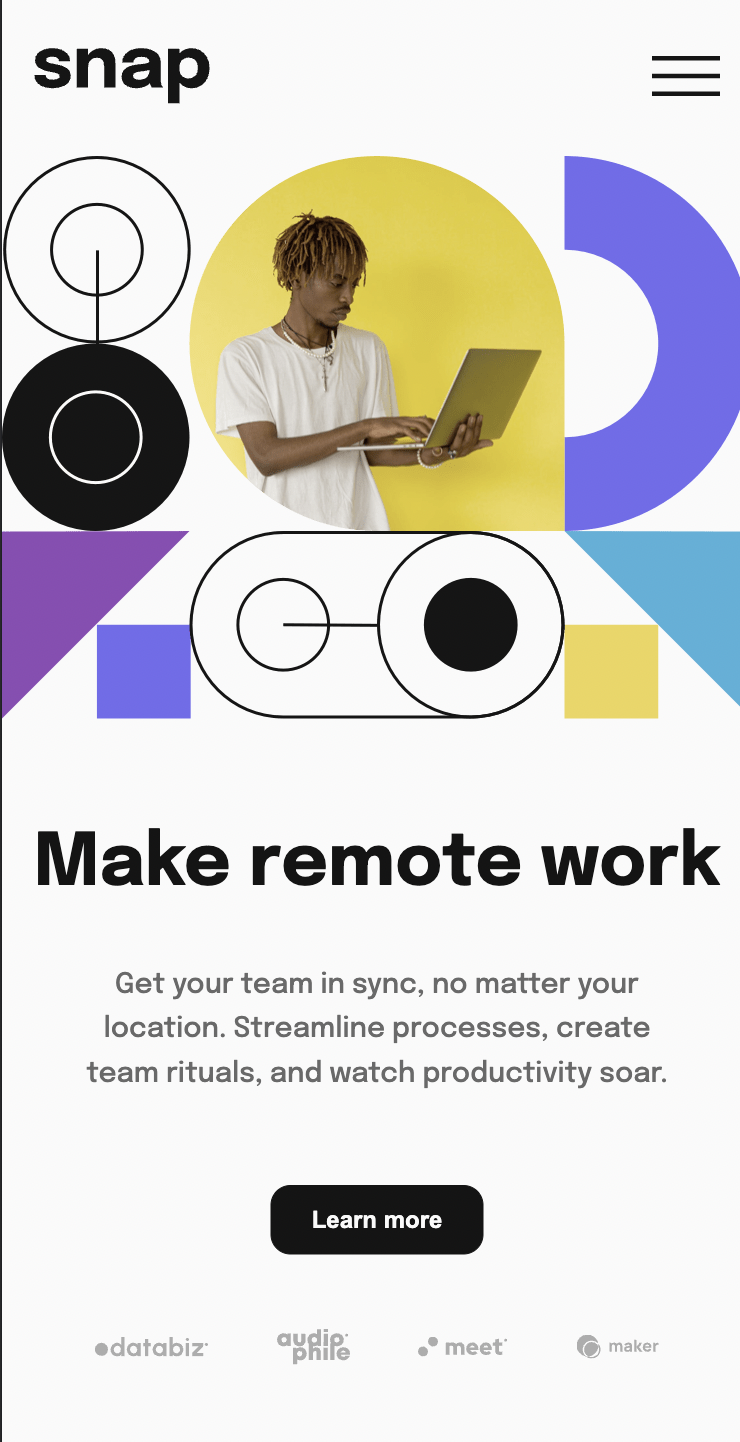 snap
Make remote work
Get your team in sync, no matter your
location. Streamline processes, create
team rituals, and watch productivity soar.
Learn more
databiz
audio
phile
meet
maker